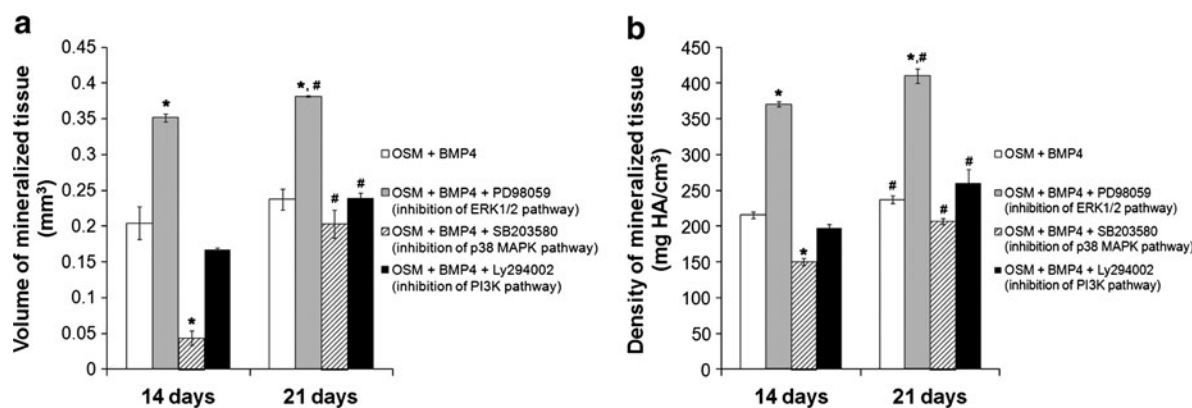 a
Volume of mineralized tissue
(mm³)
0.45
0.4
0.35
0.3
0.25
0.2
0.15
0.1
0.05
0
*
*
*, #
#
#
14 days
21 days
OSM + BMP4
OSM + BMP4 + PD98059
(inhibition of ERK1/2 pathway)
OSM + BMP4 + SB203580
(inhibition of p38 MAPK pathway)
OSM + BMP4 + Ly294002
(inhibition of PI3K pathway)
b
Density of mineralized tissue
(mg HA/cm³)
450
400
350
300
250
200
150
100
50
0
*
*
#
*,#
#
#
14 days
21 days
OSM + BMP4
OSM + BMP4 + PD98059
(inhibition of ERK1/2 pathway)
OSM + BMP4 + SB203580
(inhibition of p38 MAPK pathway)
OSM + BMP4 + Ly294002
(inhibition of PI3K pathway)